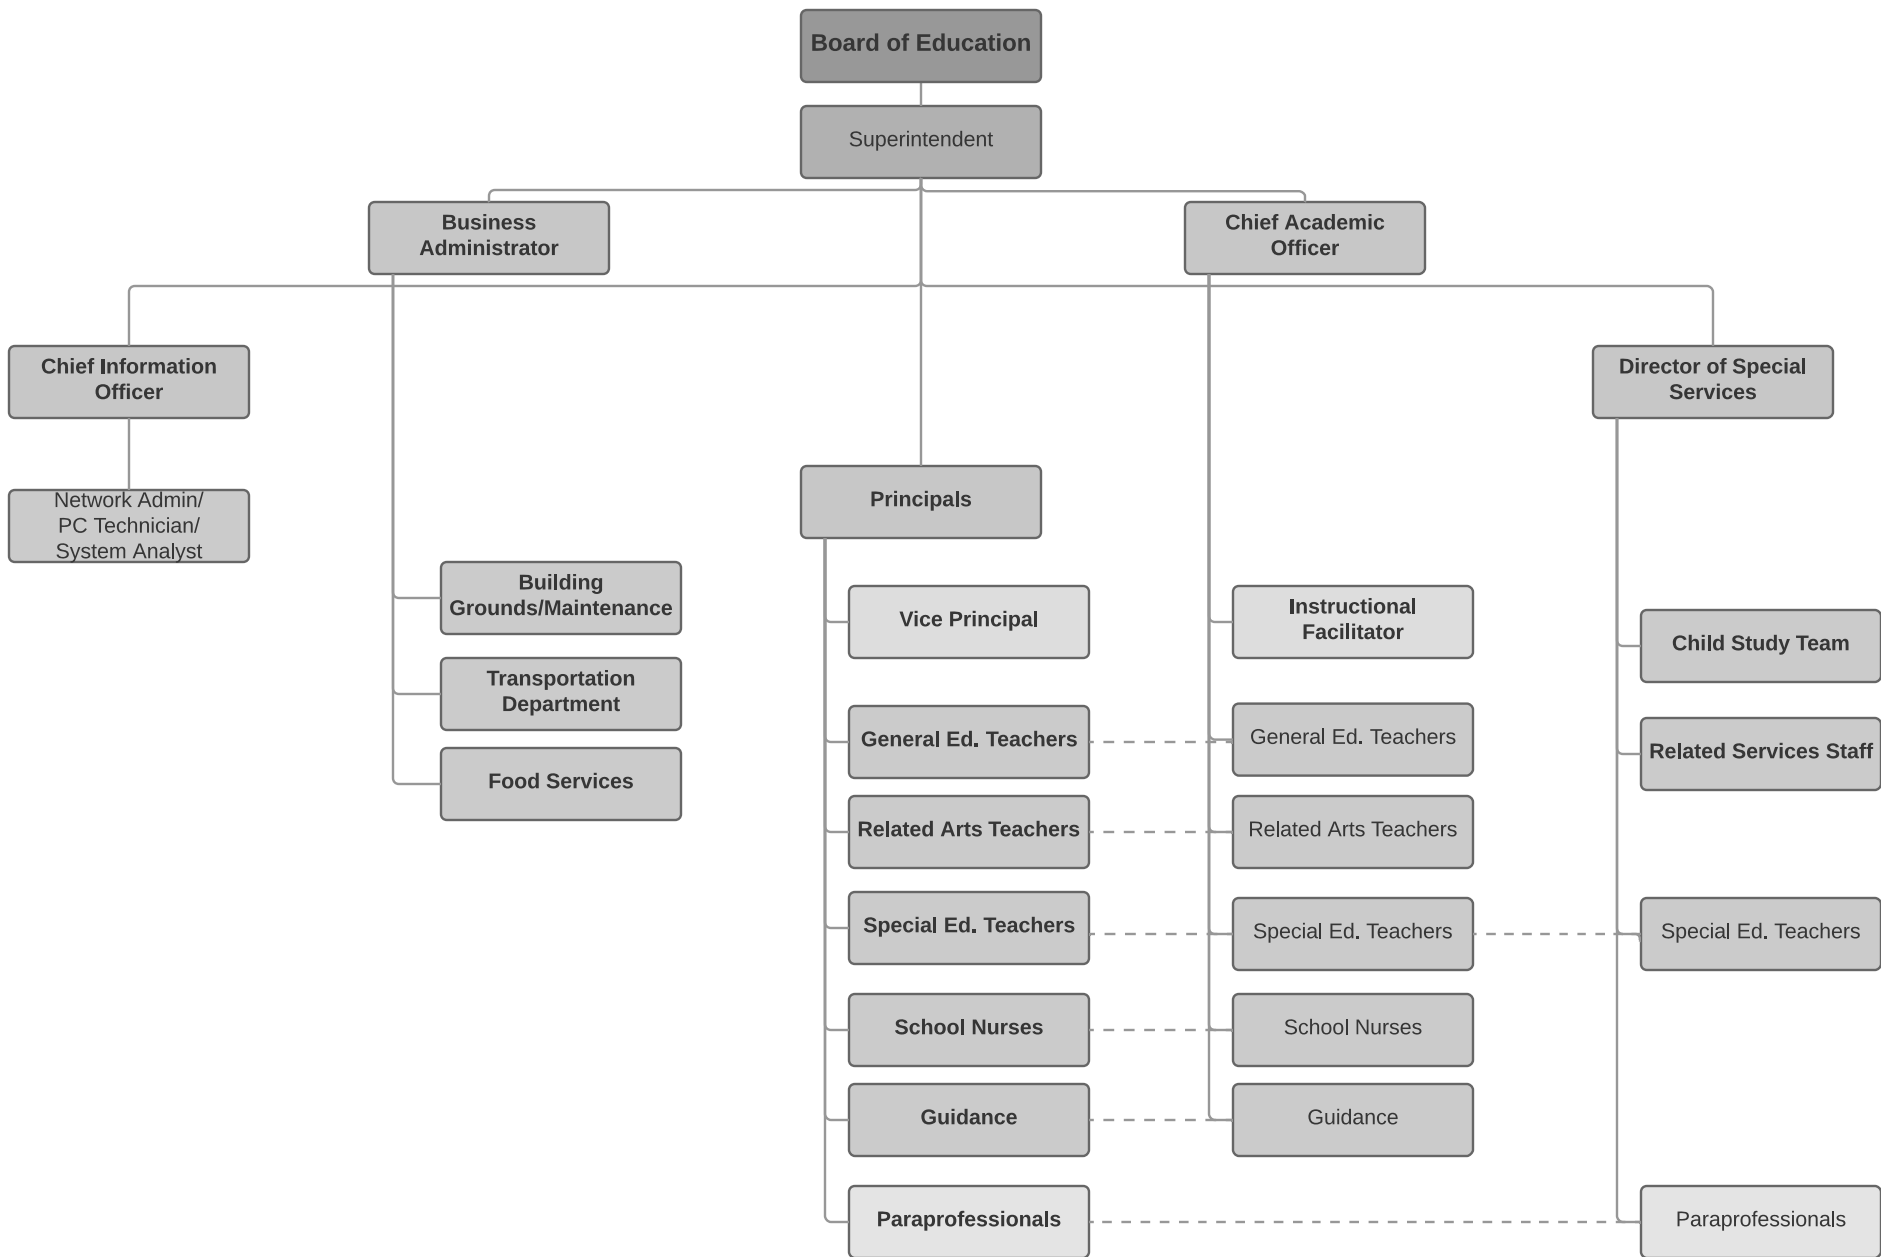 Board of Education
Superintendent
Business
Administrator
Chief Academic
Officer
Chief Information
Officer
Director of Special
Services
Network Admin/
PC Technician/
System Analyst
Principals
Building
Grounds/Maintenance
Transportation
Department
Food Services
Vice Principal
General Ed. Teachers
Related Arts Teachers
Special Ed. Teachers
School Nurses
Guidance
Paraprofessionals
Instructional
Facilitator
General Ed. Teachers
Related Arts Teachers
Special Ed. Teachers
School Nurses
Guidance
Child Study Team
Related Services Staff
Special Ed. Teachers
Paraprofessionals